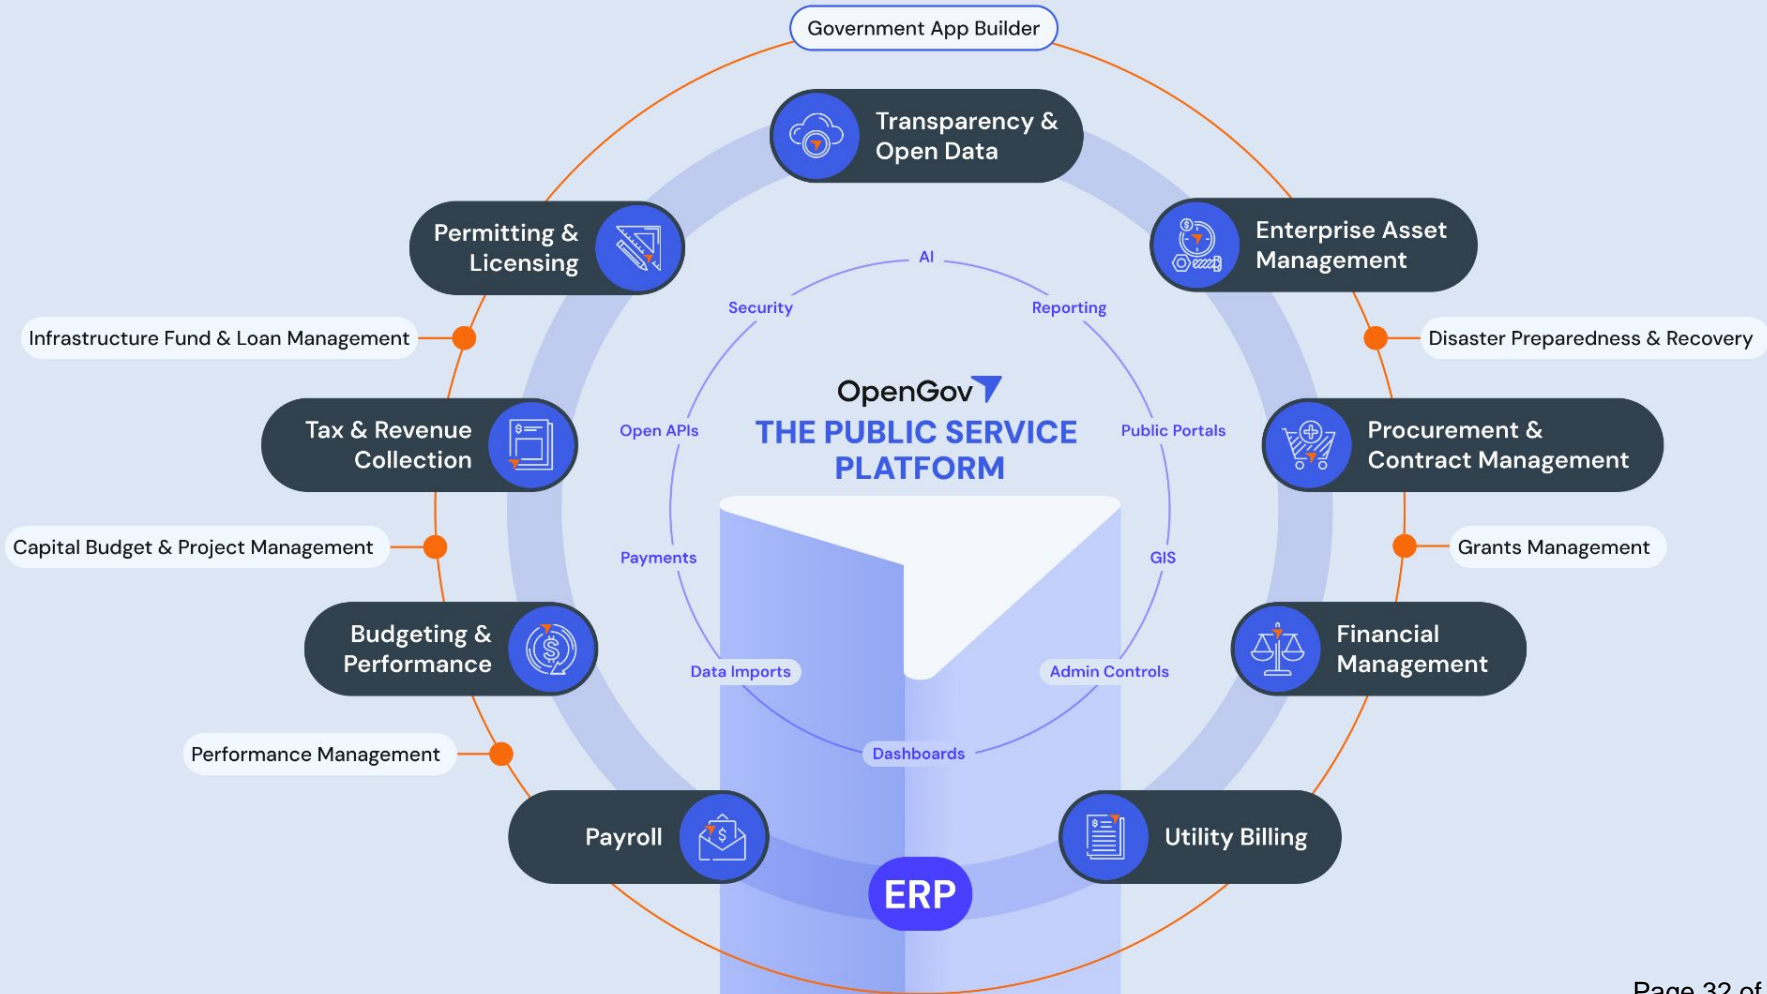 Government App Builder
Transparency &
Open Data
Permitting &
Licensing
Enterprise Asset
Management
AI
Security
Reporting
Infrastructure Fund & Loan Management
Disaster Preparedness & Recovery
OpenGov
THE PUBLIC SERVICE
PLATFORM
Tax & Revenue
Collection
Open APIs
Public Portals
Procurement &
Contract Management
Capital Budget & Project Management
Payments
GIS
Grants Management
Budgeting &
Performance
Financial
Management
Data Imports
Admin Controls
Performance Management
Dashboards
Payroll
Utility Billing
ERP
Page 32 of